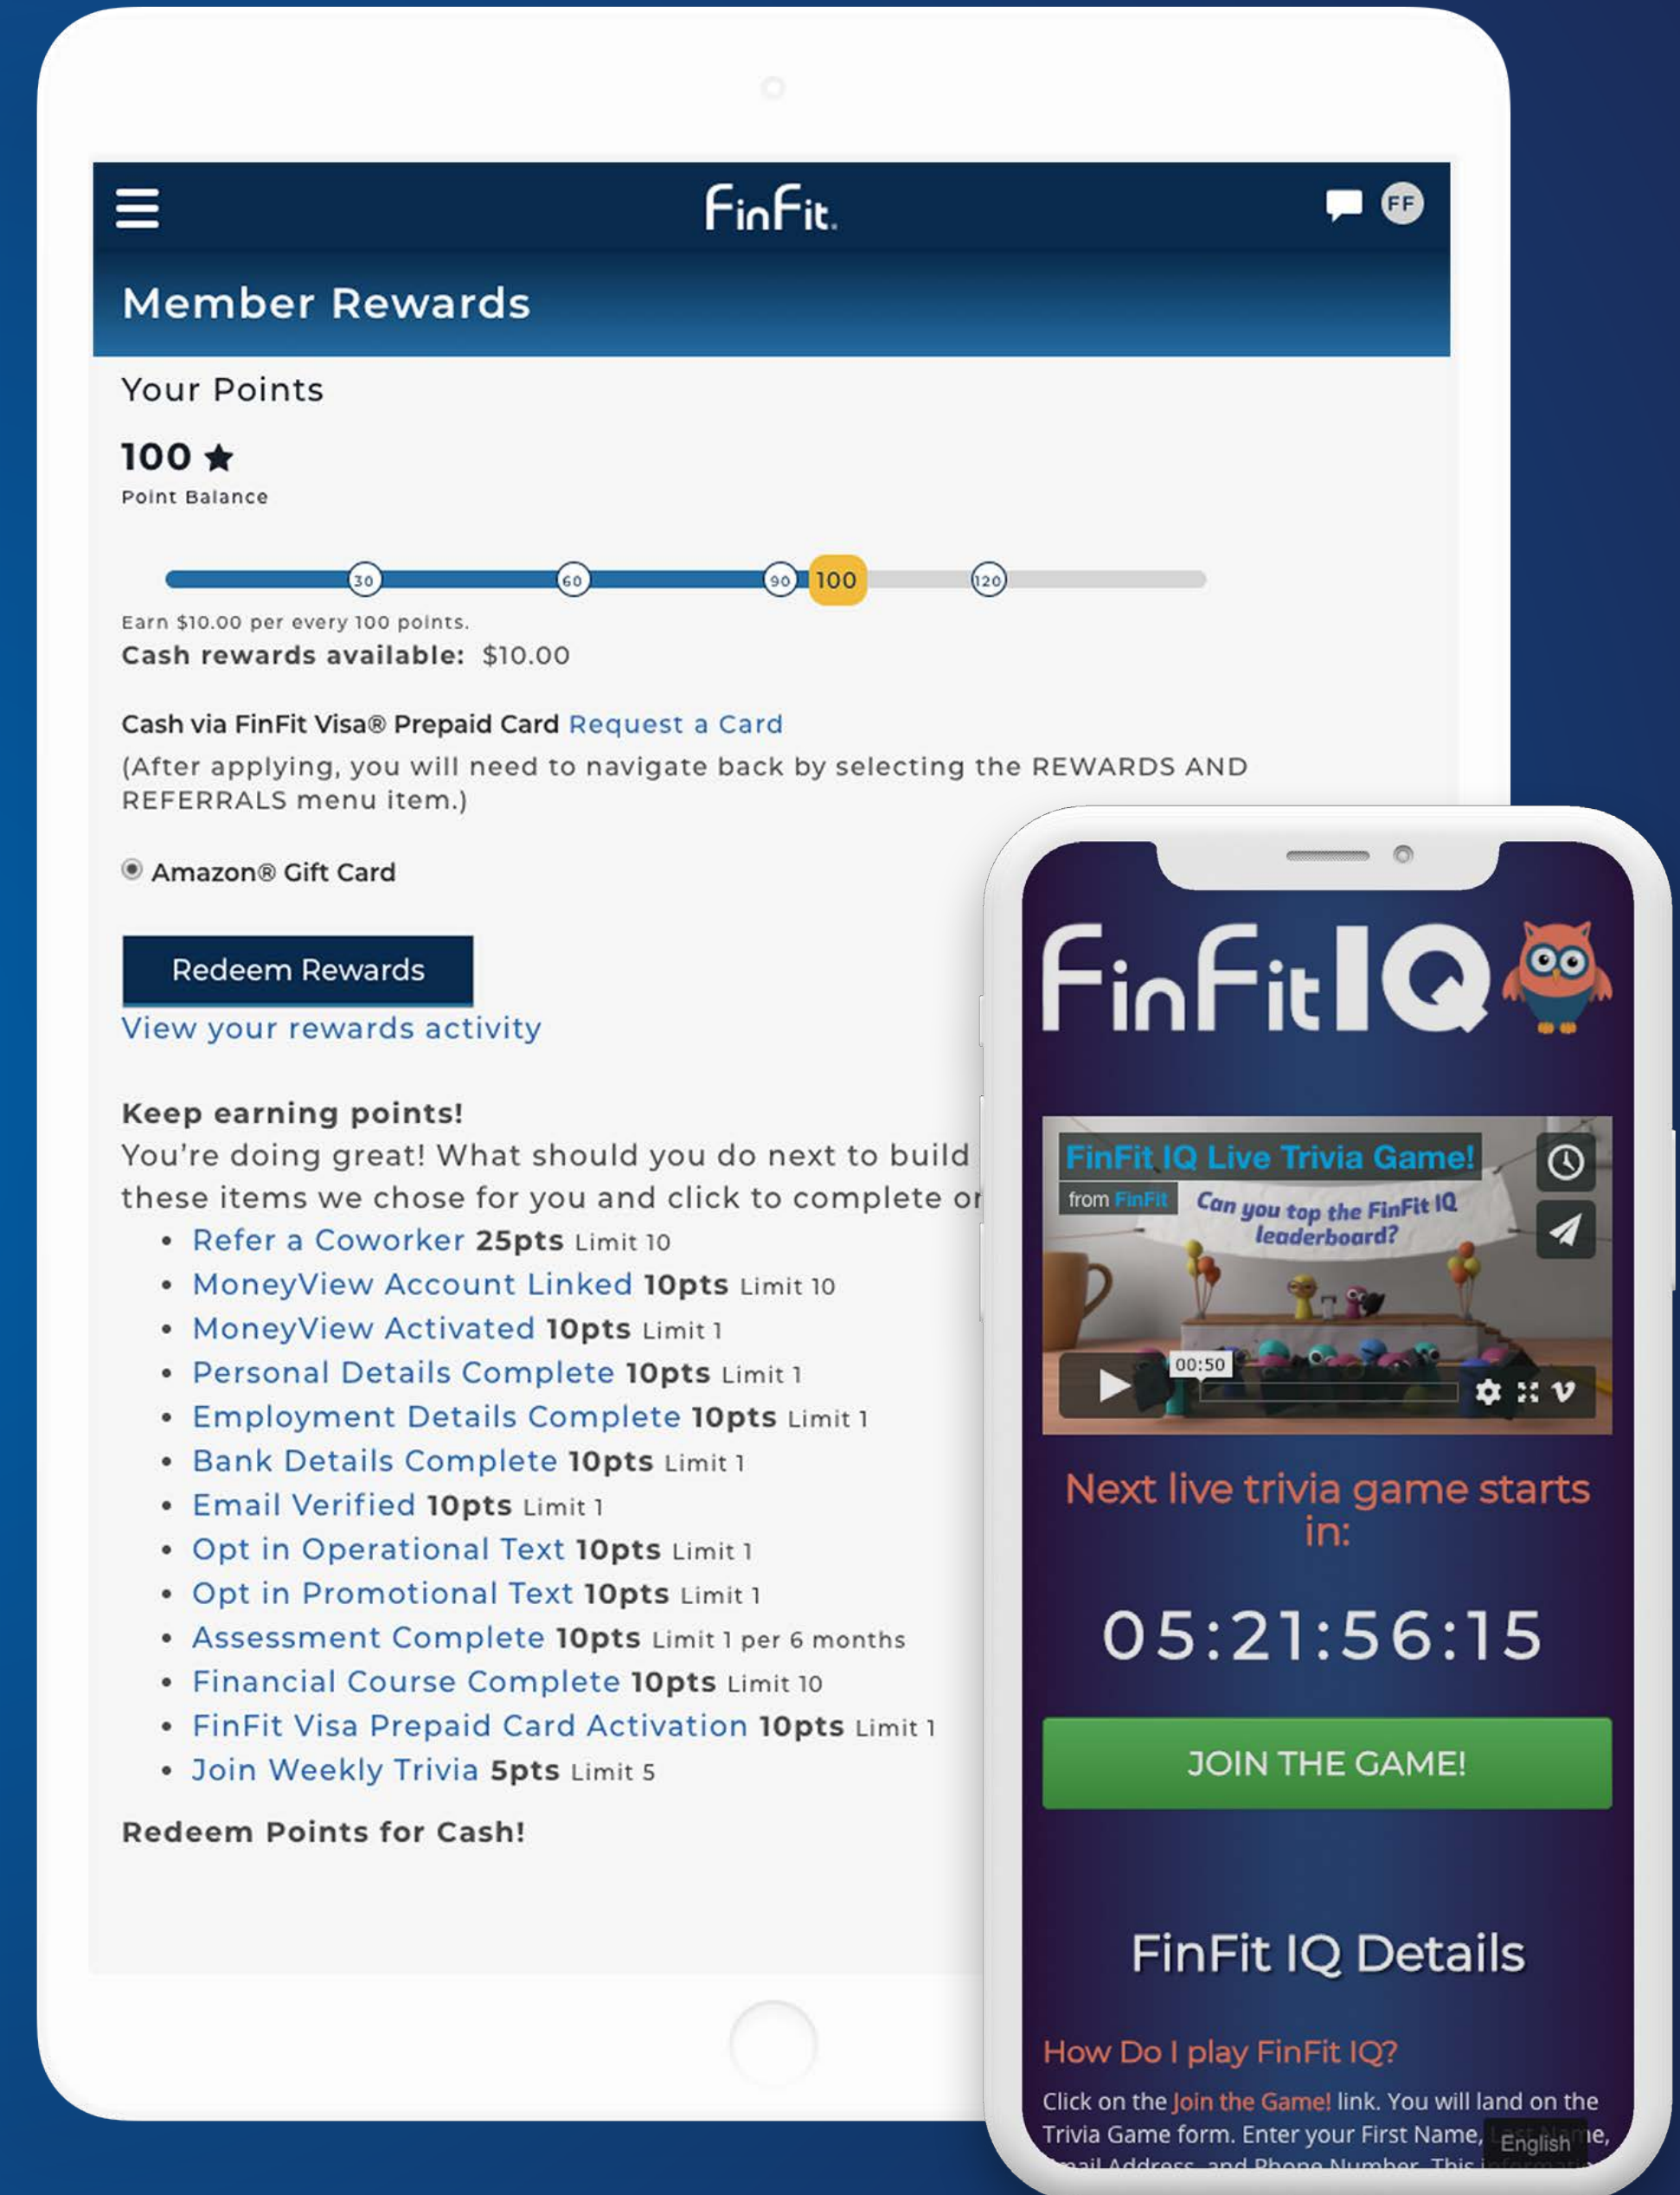 FinFit.
FF
Member Rewards
Your Points
100 ★
Point Balance
30 60 90 100 120
Earn $10.00 per every 100 points.
Cash rewards available: $10.00
Cash via FinFit Visa® Prepaid Card Request a Card
(After applying, you will need to navigate back by selecting the REWARDS AND
REFERRALS menu item.)
Amazon® Gift Card
Redeem Rewards
View your rewards activity
Keep earning points!
You're doing great! What should you do next to build
these items we chose for you and click to complete
• Refer a Coworker 25pts Limit 10
• MoneyView Account Linked 10pts Limit 10
• MoneyView Activated 10pts Limit 1
• Personal Details Complete 10pts Limit 1
• Employment Details Complete 10pts Limit 1
• Bank Details Complete 10pts Limit 1
• Email Verified 10pts Limit 1
• Opt in Operational Text 10pts Limit 1
• Opt in Promotional Text 10pts Limit 1
• Assessment Complete 10pts Limit 1 per 6 months
• Financial Course Complete 10pts Limit 10
• FinFit Visa Prepaid Card Activation 10pts Limit 1
• Join Weekly Trivia 5pts Limit 5
Redeem Points for Cash!
FinFit IQ
FinFit IQ Live Trivia Game!
from FinFit
Can you top the FinFit IQ
leaderboard?
00:50
Next live trivia game starts
in:
05:21:56:15
JOIN THE GAME!
FinFit IQ Details
How Do I play FinFit IQ?
Click on the Join the Game! link. You will land on the
Trivia Game form. Enter your First Name,
English
Address, and Phone Number. This